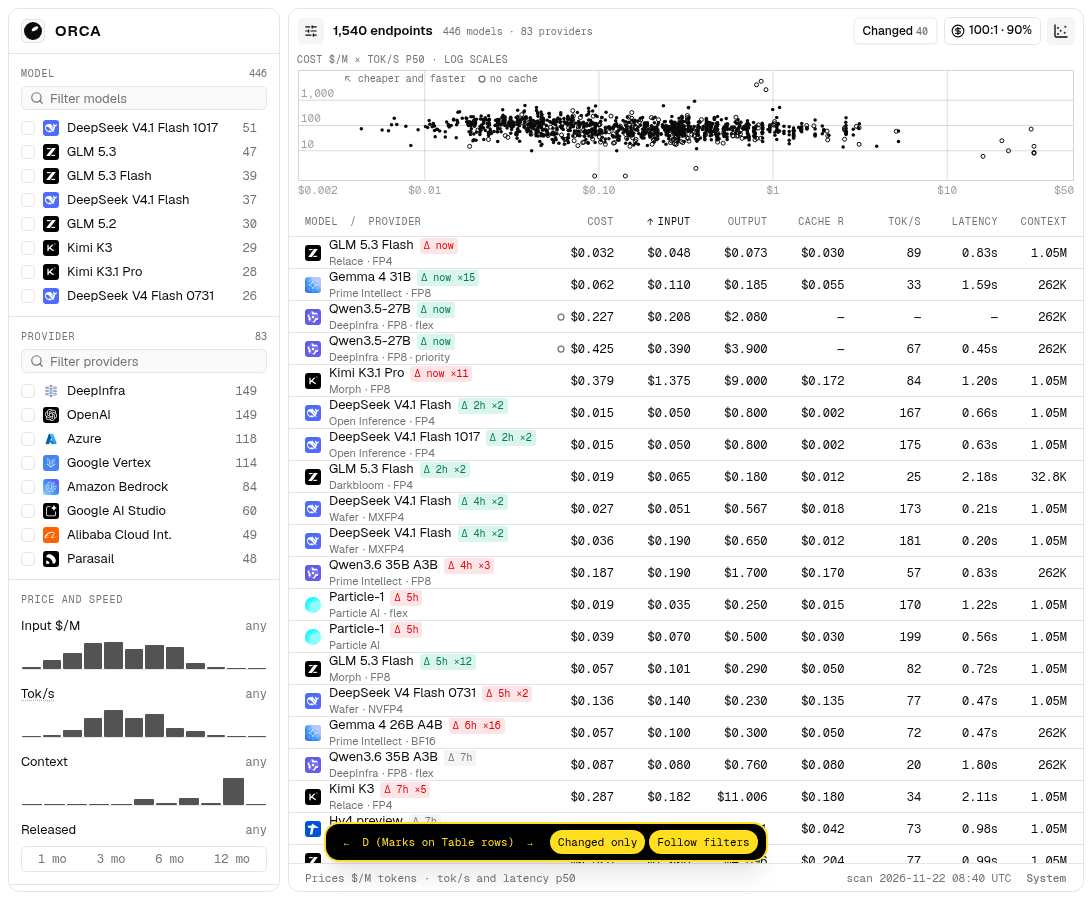 ORCA
MODEL 446
Filter models
DeepSeek V4.1 Flash 1017 51
GLM 5.3 47
GLM 5.3 Flash 39
DeepSeek V4.1 Flash 37
GLM 5.2 30
Kimi K3 29
Kimi K3.1 Pro 28
DeepSeek V4 Flash 0731 26
PROVIDER 83
Filter providers
DeepInfra 149
OpenAI 149
Azure 118
Google Vertex 114
Amazon Bedrock 84
Google AI Studio 60
Alibaba Cloud Int. 49
Parasail 48
PRICE AND SPEED
Input $/M any
Tok/s any
Context any
Released any
1 mo 3 mo 6 mo 12 mo
1,540 endpoints 446 models · 83 providers Changed 40 100:1 · 90%
COST $/M × TOK/S P50 · LOG SCALES
↖ cheaper and faster no cache
1,000
100
10
$0.002 $0.01 $0.10 $1 $10 $50
MODEL / PROVIDER COST ↑ INPUT OUTPUT CACHE R TOK/S LATENCY CONTEXT
GLM 5.3 Flash Δ now
Relace · FP4 $0.032 $0.048 $0.073 $0.030 89 0.83s 1.05M
Gemma 4 31B Δ now ×15
Prime Intellect · FP8 $0.062 $0.110 $0.185 $0.055 33 1.59s 262K
Qwen3.5-27B Δ now
DeepInfra · FP8 · flex $0.227 $0.208 $2.080 — — — 262K
Qwen3.5-27B Δ now
DeepInfra · FP8 · priority $0.425 $0.390 $3.900 — 67 0.45s 262K
Kimi K3.1 Pro Δ now ×11
Morph · FP8 $0.379 $1.375 $9.000 $0.172 84 1.20s 1.05M
DeepSeek V4.1 Flash Δ 2h ×2
Open Inference · FP4 $0.015 $0.050 $0.800 $0.002 167 0.66s 1.05M
DeepSeek V4.1 Flash 1017 Δ 2h ×2
Open Inference · FP4 $0.015 $0.050 $0.800 $0.002 175 0.63s 1.05M
GLM 5.3 Flash Δ 2h ×2
Darkbloom · FP4 $0.019 $0.065 $0.180 $0.012 25 2.18s 32.8K
DeepSeek V4.1 Flash Δ 4h ×2
Wafer · MXFP4 $0.027 $0.051 $0.567 $0.018 173 0.21s 1.05M
DeepSeek V4.1 Flash Δ 4h ×2
Wafer · MXFP4 $0.036 $0.190 $0.650 $0.012 181 0.20s 1.05M
Qwen3.6 35B A3B Δ 4h ×3
Prime Intellect · FP8 $0.187 $0.190 $1.700 $0.170 57 0.83s 262K
Particle-1 Δ 5h
Particle AI · flex $0.019 $0.035 $0.250 $0.015 170 1.22s 1.05M
Particle-1 Δ 5h
Particle AI $0.039 $0.070 $0.500 $0.030 199 0.56s 1.05M
GLM 5.3 Flash Δ 5h ×12
Morph · FP8 $0.057 $0.101 $0.290 $0.050 82 0.72s 1.05M
DeepSeek V4 Flash 0731 Δ 5h ×2
Wafer · NVFP4 $0.136 $0.140 $0.230 $0.135 77 0.47s 1.05M
Gemma 4 26B A4B Δ 6h ×16
Prime Intellect · BF16 $0.057 $0.100 $0.300 $0.050 72 0.47s 262K
Qwen3.6 35B A3B Δ 7h
DeepInfra · FP8 · flex $0.087 $0.080 $0.760 $0.080 20 1.80s 262K
Kimi K3 Δ 7h ×5
Relace · FP4 $0.287 $0.182 $11.006 $0.180 34 2.11s 1.05M
Hy4 preview Δ 7h
$0.042 73 0.98s 1.05M
← D (Marks on Table rows) → Changed only Follow filters
$0.204 77 0.99s 1.05M
Prices $/M tokens · tok/s and latency p50 scan 2026-11-22 08:40 UTC System